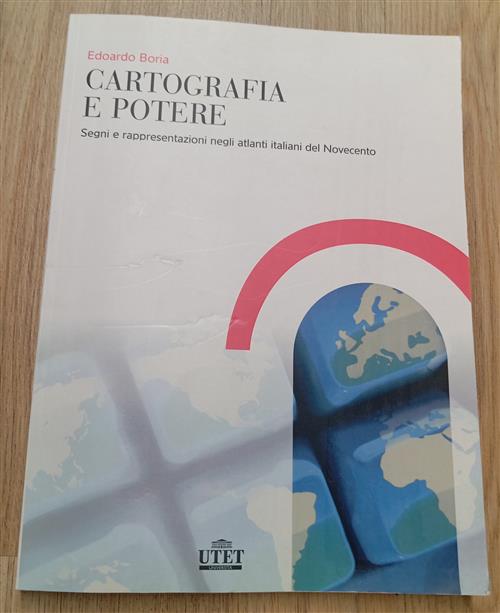 Edoardo Boria
CARTOGRAFIA
E POTERE
Segni e rappresentazioni negli atlanti italiani del Novecento
UTET
UNIVERSITÀ